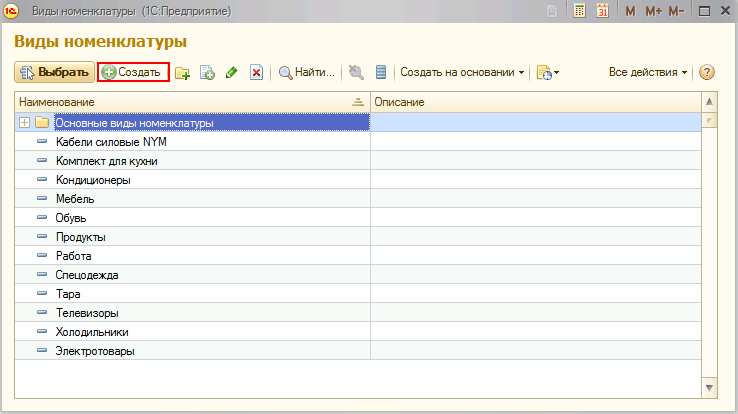 Виды номенклатуры (1С:Предприятие)
31 M M+ M-
Виды номенклатуры
Выбрать Создать Найти... Создать на основании Все действия ?
Наименование Описание
Основные виды номенклатуры
Кабели силовые NYM
Комплект для кухни
Кондиционеры
Мебель
Обувь
Продукты
Работа
Спецодежда
Тара
Телевизоры
Холодильники
Электротовары